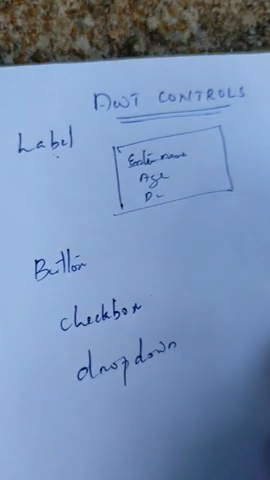 AWT CONTROLS
Label
Enter name
Age
D
Button
checkbox
dropdown